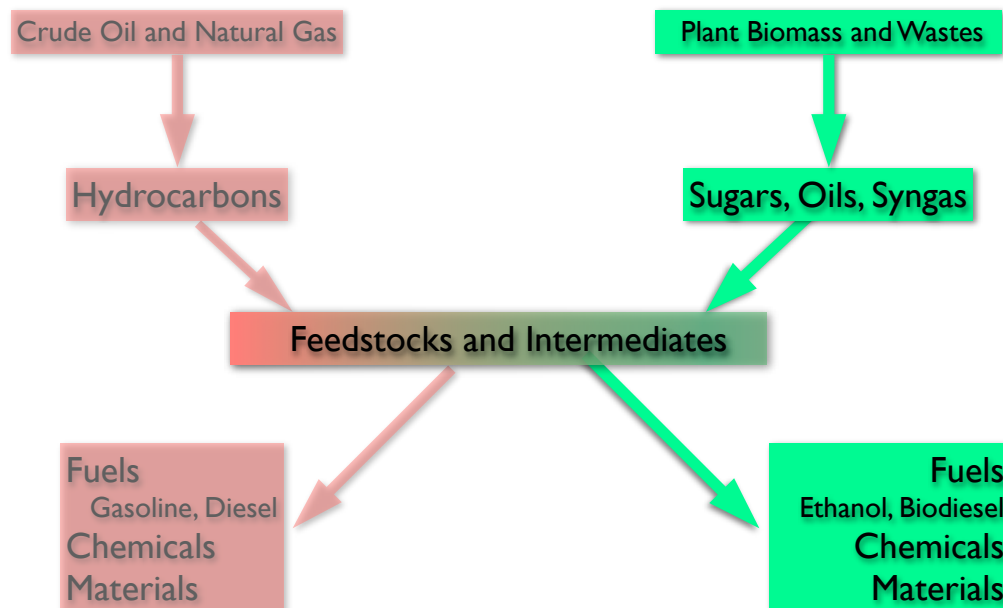 Crude Oil and Natural Gas
Plant Biomass and Wastes
Hydrocarbons
Sugars, Oils, Syngas
Feedstocks and Intermediates
Fuels
Gasoline, Diesel
Chemicals
Materials
Fuels
Ethanol, Biodiesel
Chemicals
Materials